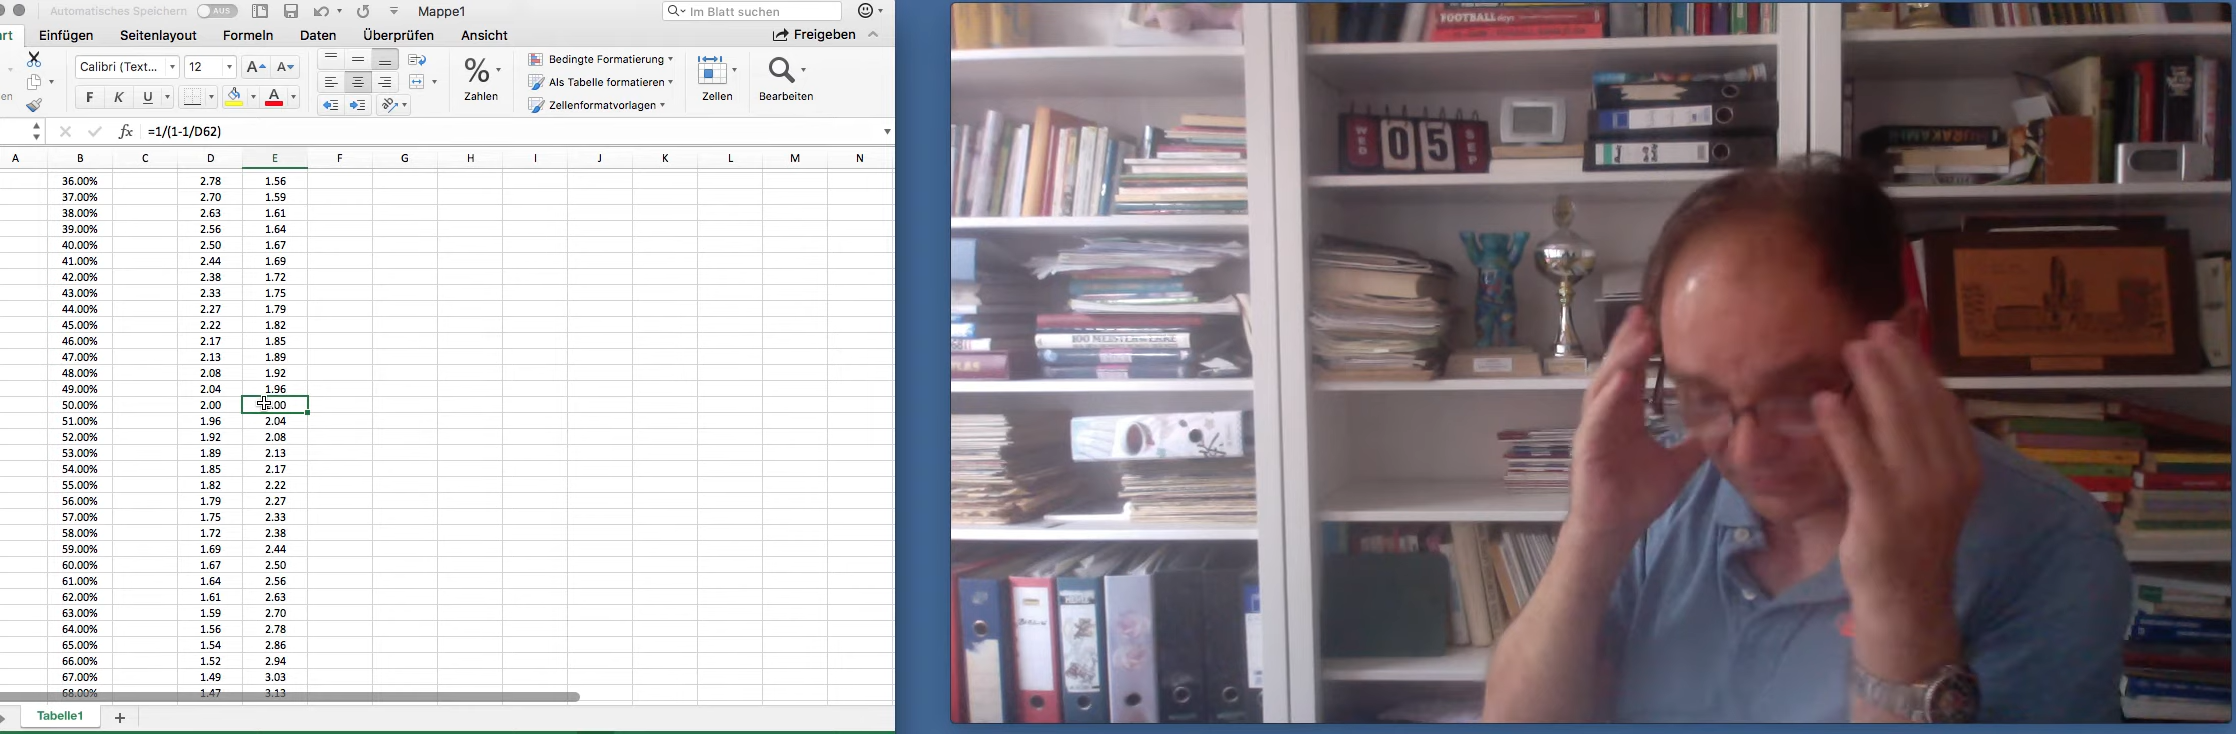 Automatisches Speichern AUS Mappe1 Im Blatt suchen
rt Einfügen Seitenlayout Formeln Daten Überprüfen Ansicht Freigeben
Calibri (Text... 12
en F K U A
Zahlen
Bedingte Formatierung
Als Tabelle formatieren
Zellenformatvorlagen
Zellen
Bearbeiten
fx =1/(1-1/D62)
A B C D E F G H I J K L M N
36.00% 2.78 1.56
37.00% 2.70 1.59
38.00% 2.63 1.61
39.00% 2.56 1.64
40.00% 2.50 1.67
41.00% 2.44 1.69
42.00% 2.38 1.72
43.00% 2.33 1.75
44.00% 2.27 1.79
45.00% 2.22 1.82
46.00% 2.17 1.85
47.00% 2.13 1.89
48.00% 2.08 1.92
49.00% 2.04 1.96
50.00% 2.00 .00
51.00% 1.96 2.04
52.00% 1.92 2.08
53.00% 1.89 2.13
54.00% 1.85 2.17
55.00% 1.82 2.22
56.00% 1.79 2.27
57.00% 1.75 2.33
58.00% 1.72 2.38
59.00% 1.69 2.44
60.00% 1.67 2.50
61.00% 1.64 2.56
62.00% 1.61 2.63
63.00% 1.59 2.70
64.00% 1.56 2.78
65.00% 1.54 2.86
66.00% 1.52 2.94
67.00% 1.49 3.03
68.00% 1.47 3.13
Tabelle1
FOOTBALL
WED 05 SEP
MURAKAMI
100 MEISTERWERKE